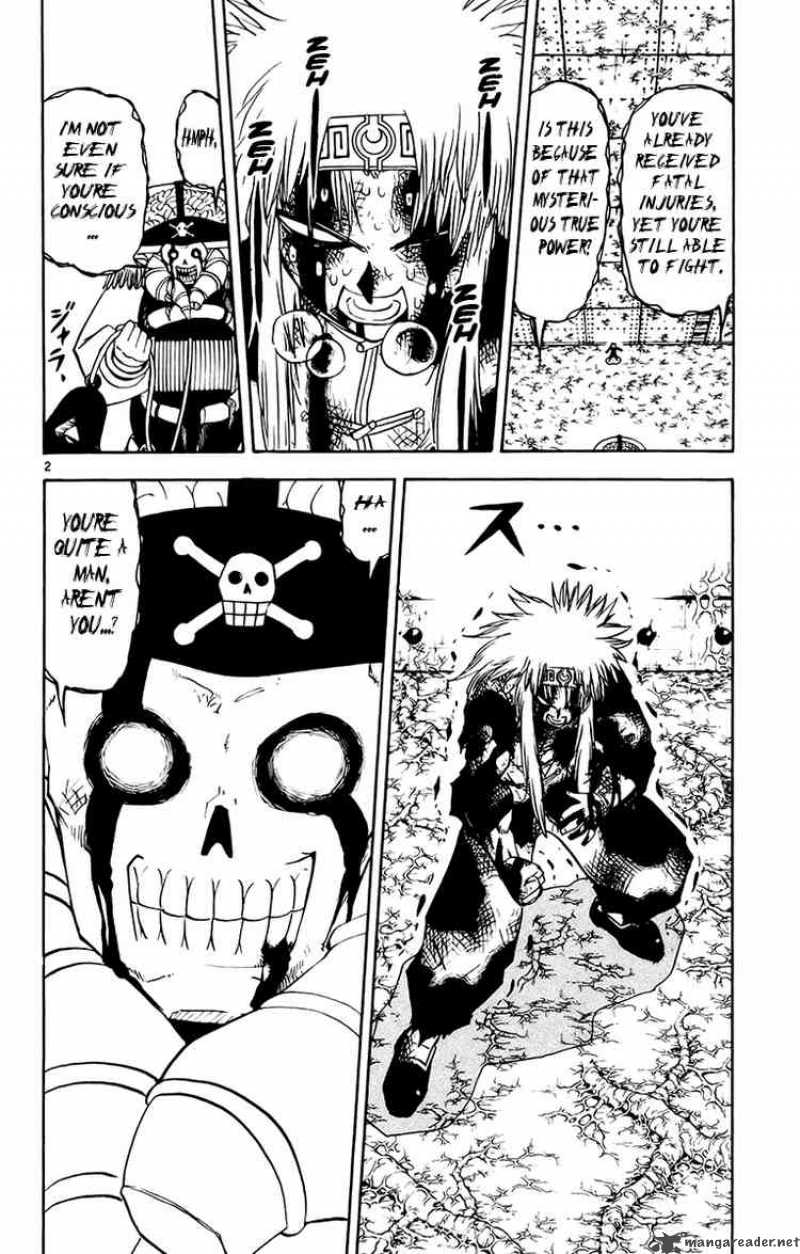 YOU'VE
ALREADY
RECEIVED
FATAL
INJURIES,
YET YOU'RE
STILL ABLE
TO FIGHT.
IS THIS
BECAUSE
OF THAT
MYSTERI-
OUS TRUE
POWER?
ZEH
ZEH
ZEH
ZEH
HMPH.
I'M NOT
EVEN
SURE IF
YOU'RE
CONSCIOUS
...
ジャラ
2
ス...
HA
...
YOU'RE
QUITE A
MAN,
AREN'T
YOU...?
mangareader.net